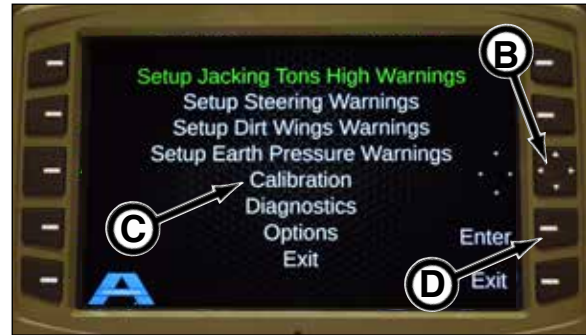 Setup Jacking Tons High Warnings
Setup Steering Warnings
Setup Dirt Wings Warnings
Setup Earth Pressure Warnings
Calibration
Diagnostics
Options
Exit
Enter
Exit
B
C
D